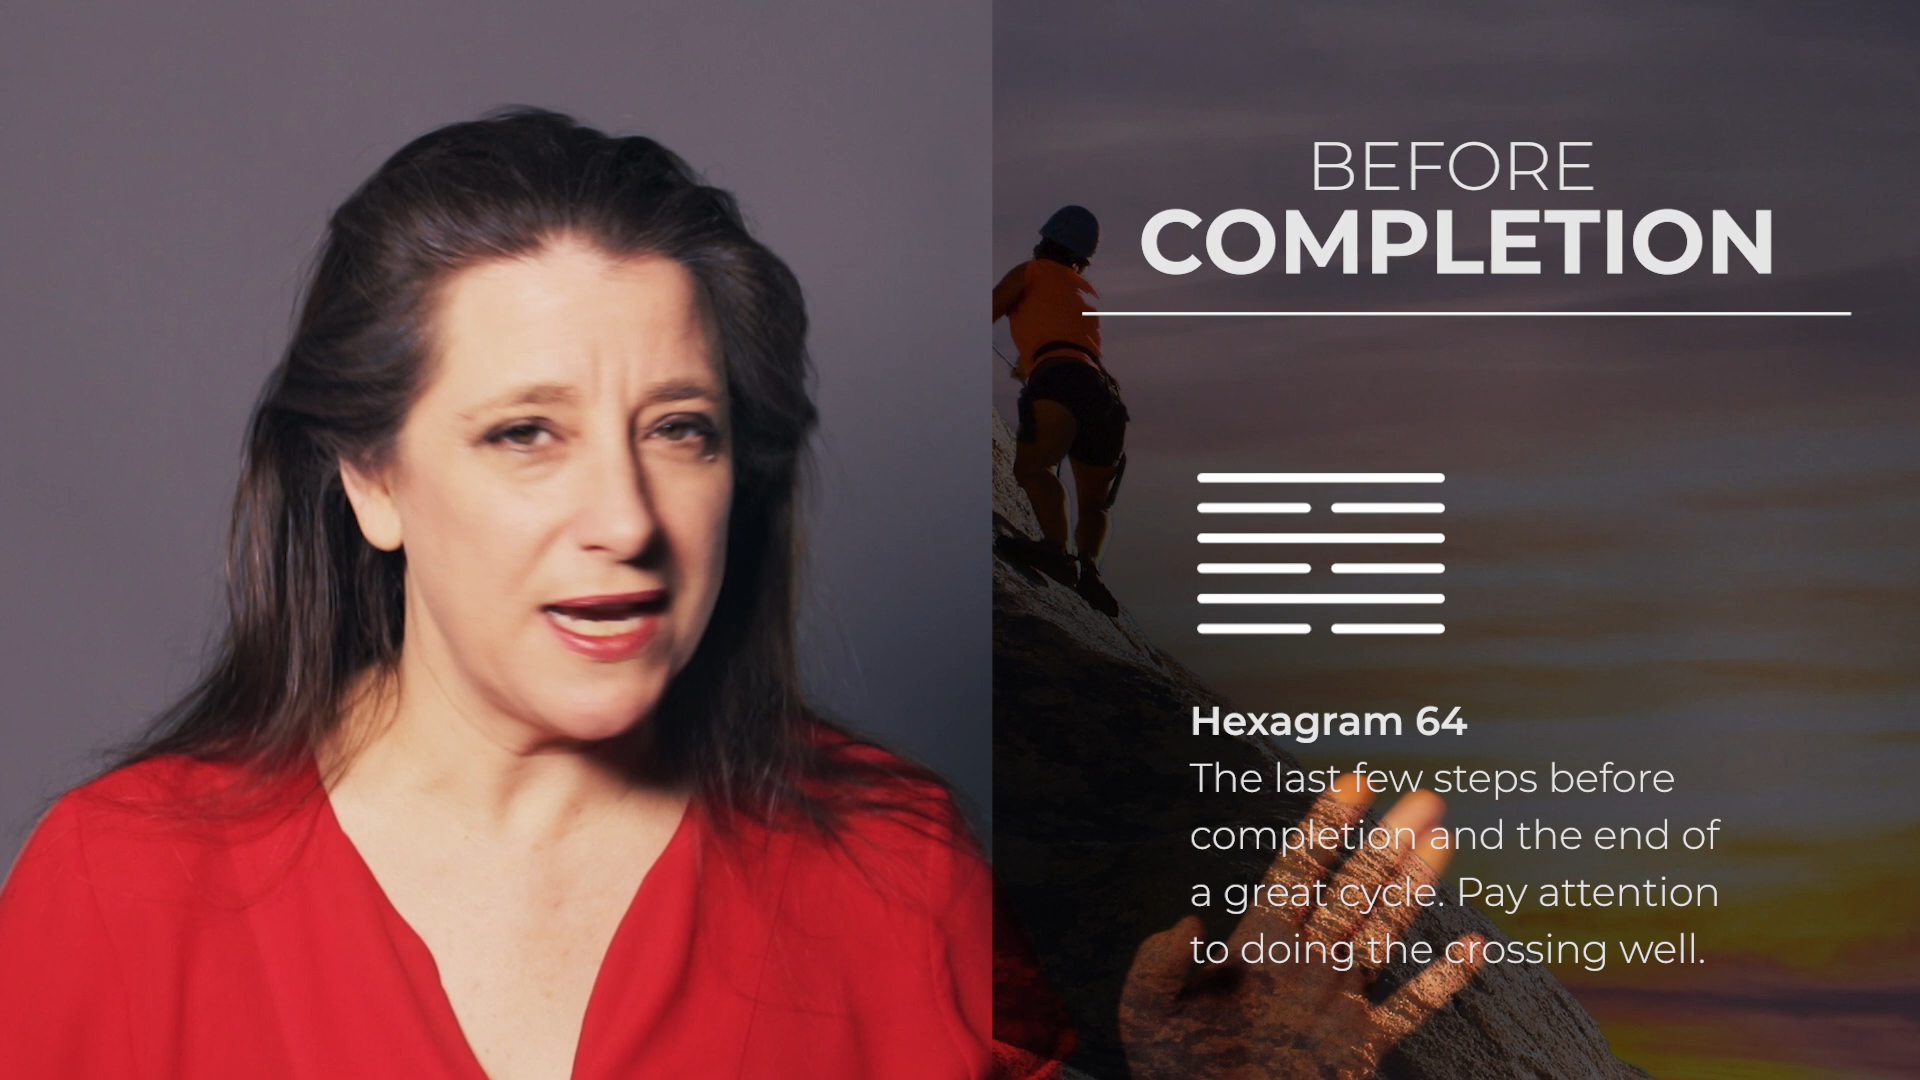 BEFORE
COMPLETION
Hexagram 64
The last few steps before
completion and the end of
a great cycle. Pay attention
to doing the crossing well.